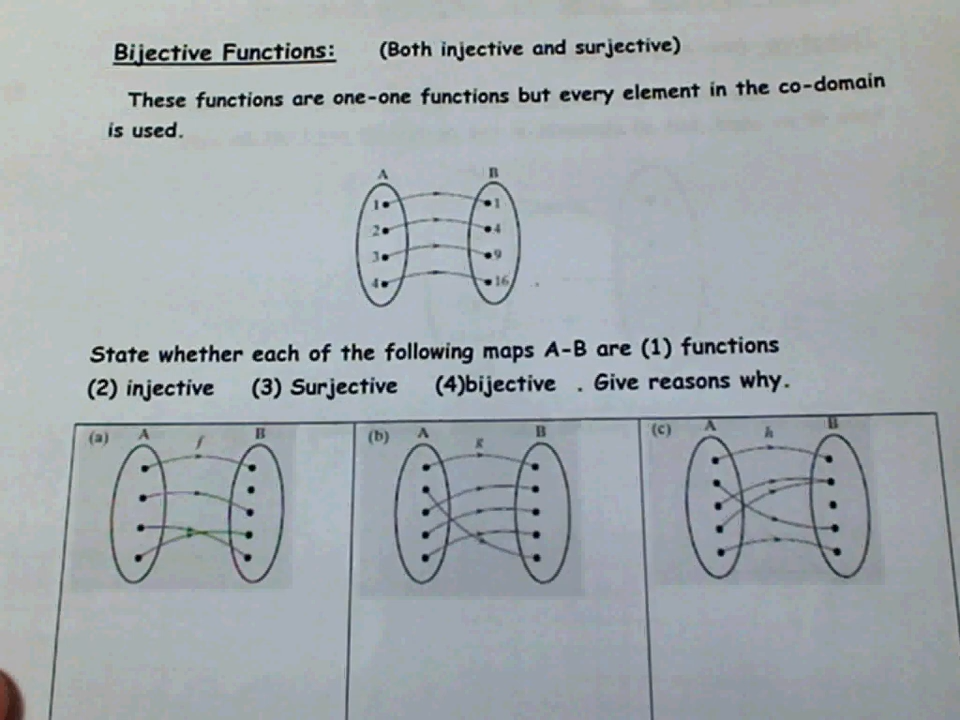 Bijective Functions: (Both injective and surjective)
These functions are one-one functions but every element in the co-domain
is used.
A B
1 1
2 4
3 9
4 16
State whether each of the following maps A-B are (1) functions
(2) injective (3) Surjective (4)bijective . Give reasons why.
(a) A f B
(b) A g B
(c) A h B